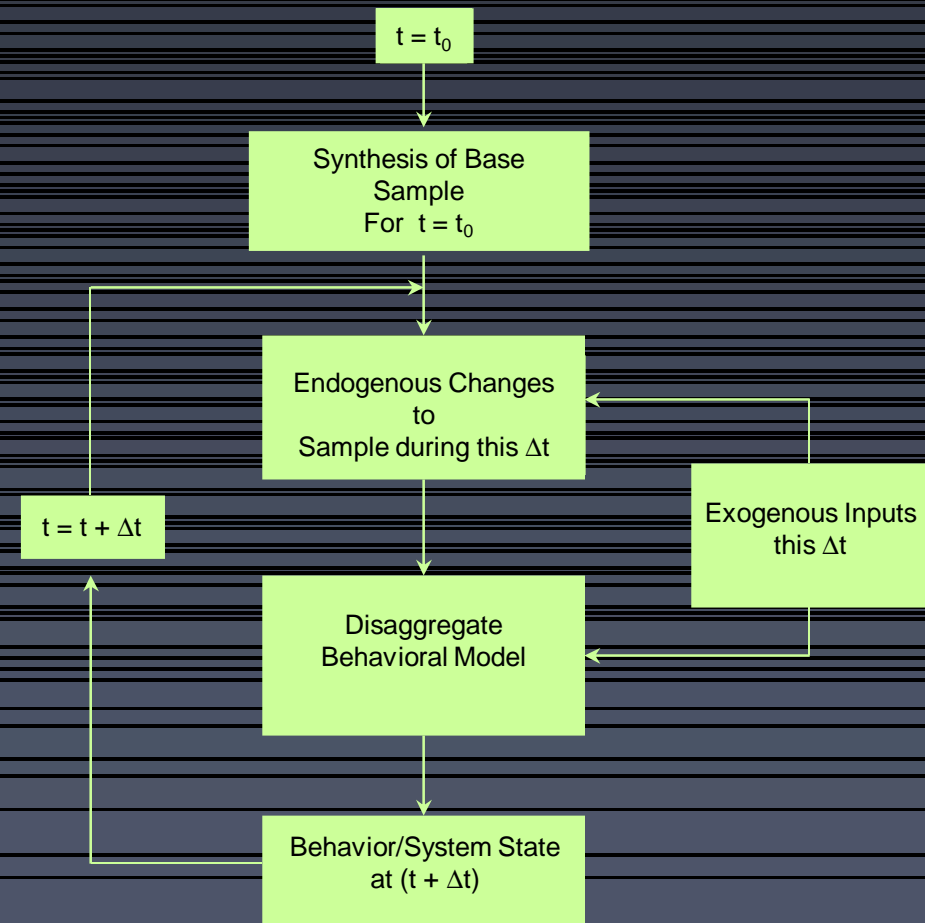 t = t₀
Synthesis of Base
Sample
For t = t₀
Endogenous Changes
to
Sample during this Δt
t = t + Δt
Exogenous Inputs
this Δt
Disaggregate
Behavioral Model
Behavior/System State
at (t + Δt)